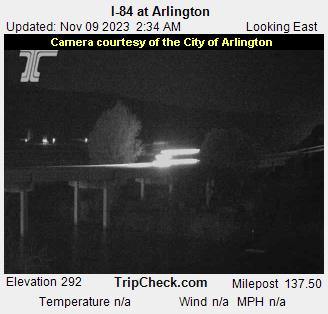 I-84 at Arlington
Updated: Nov 09 2023 2:34 AM Looking East
Camera courtesy of the City of Arlington
Elevation 292 TripCheck.com Milepost 137.50
Temperature n/a Wind n/a MPH n/a